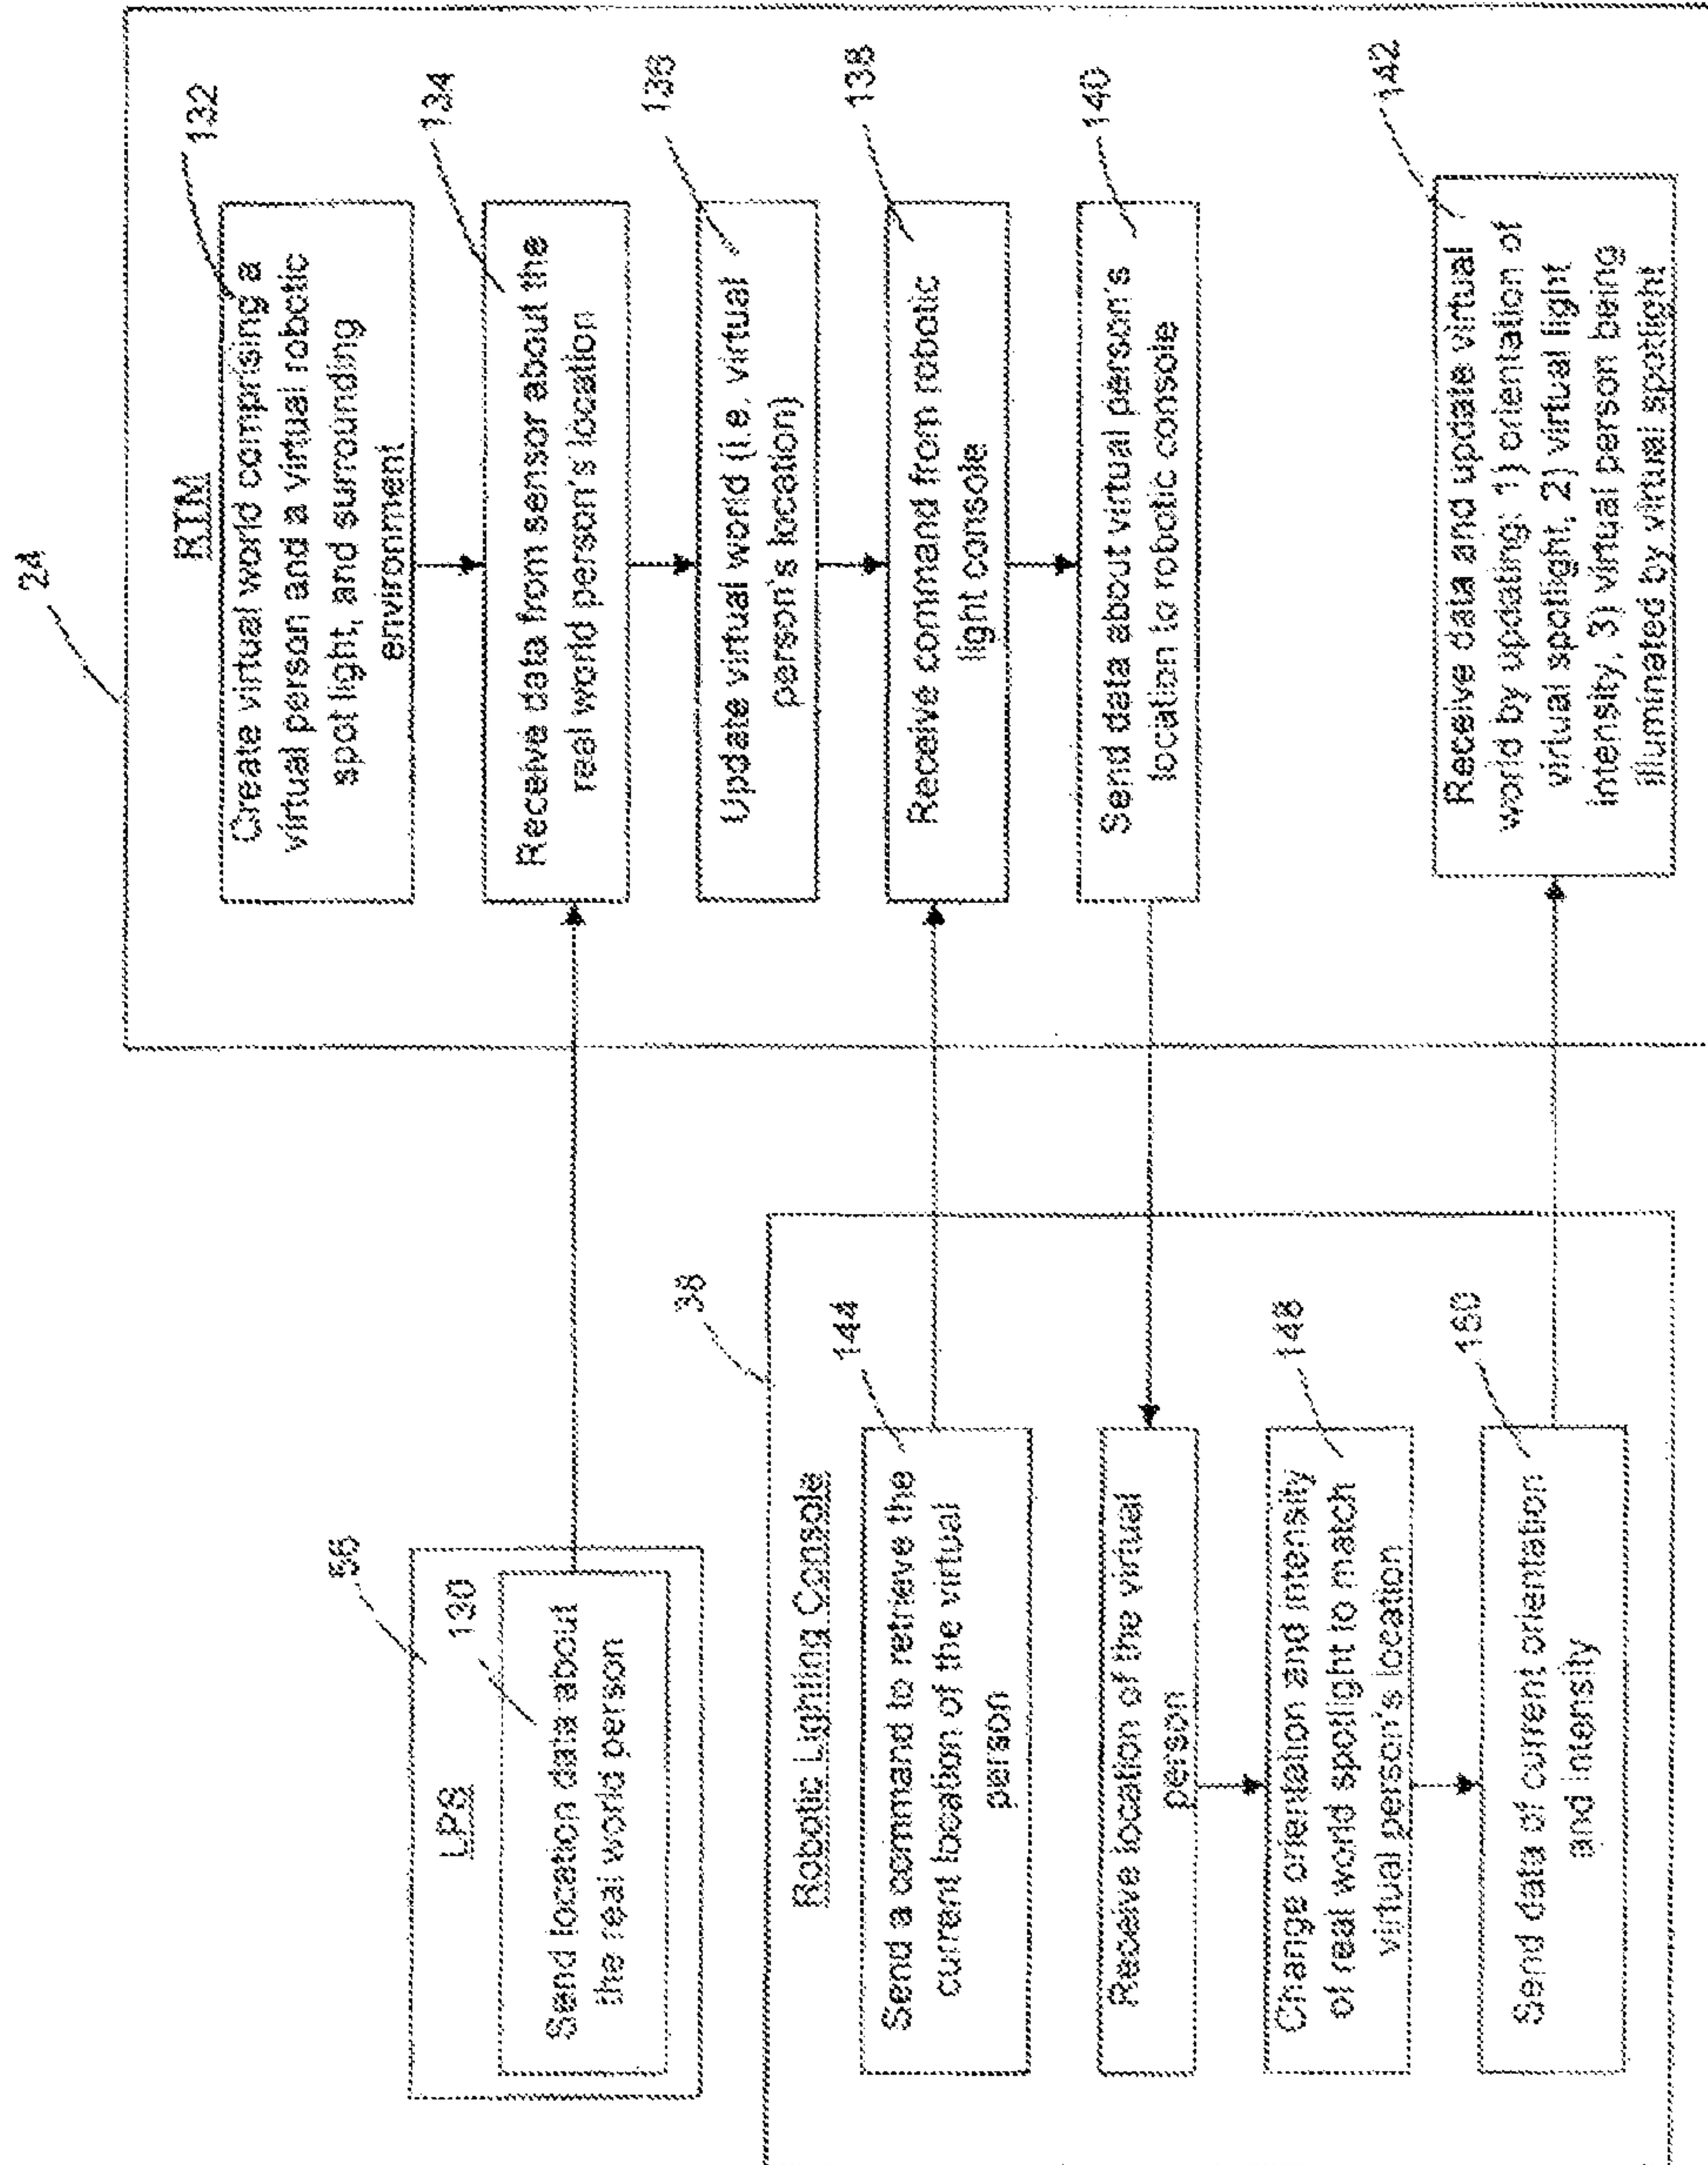 24
RTM
132
Create virtual world comprising a
virtual person and a virtual robotic
spot light, and surrounding
environment
134
Receive data from sensor about the
real world person's location
136
Update virtual world (i.e. virtual
person's location)
138
Receive command from robotic
light console
140
Send data about virtual person's
location to robotic console
142
Receive data and update virtual
world by updating: 1) orientation of
virtual spotlight, 2) virtual light
intensity, 3) virtual person being
illuminated by virtual spotlight
56
LPS
130
Send location data about
the real world person
38
Robotic Lighting Console
144
Send a command to retrieve the
current location of the virtual
person
Receive location of the virtual
person
148
Change orientation and intensity
of real world spotlight to match
virtual person's location
150
Send data of current orientation
and intensity